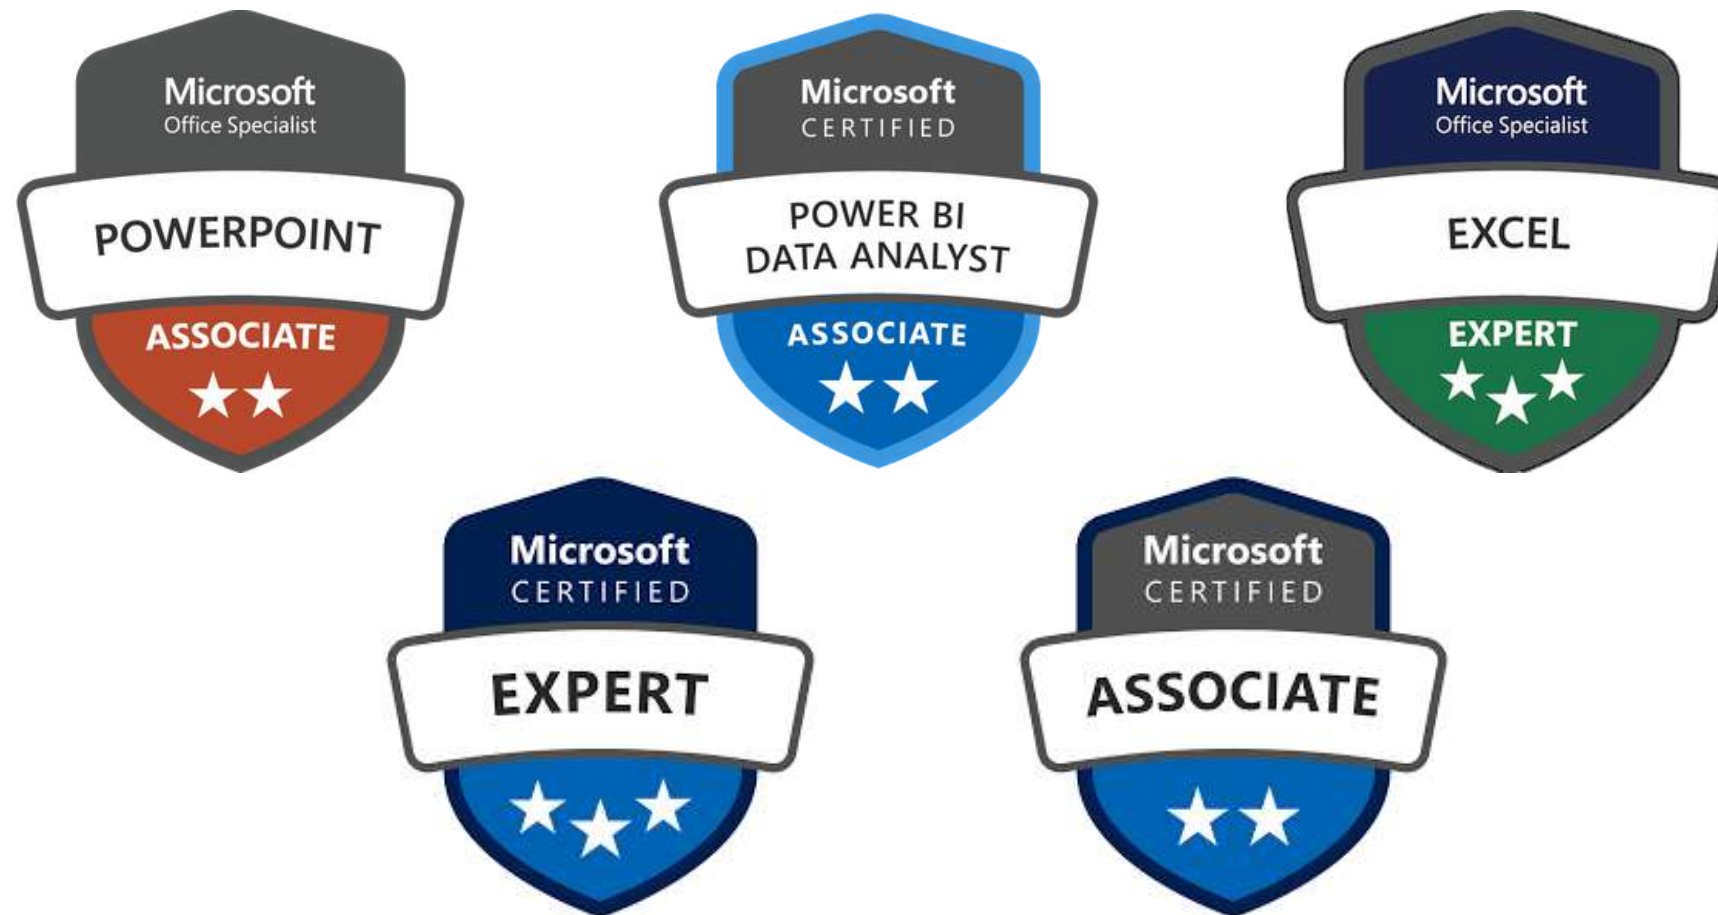 Microsoft
Office Specialist
POWERPOINT
ASSOCIATE
Microsoft
CERTIFIED
POWER BI
DATA ANALYST
ASSOCIATE
Microsoft
Office Specialist
EXCEL
EXPERT
Microsoft
CERTIFIED
EXPERT
Microsoft
CERTIFIED
ASSOCIATE